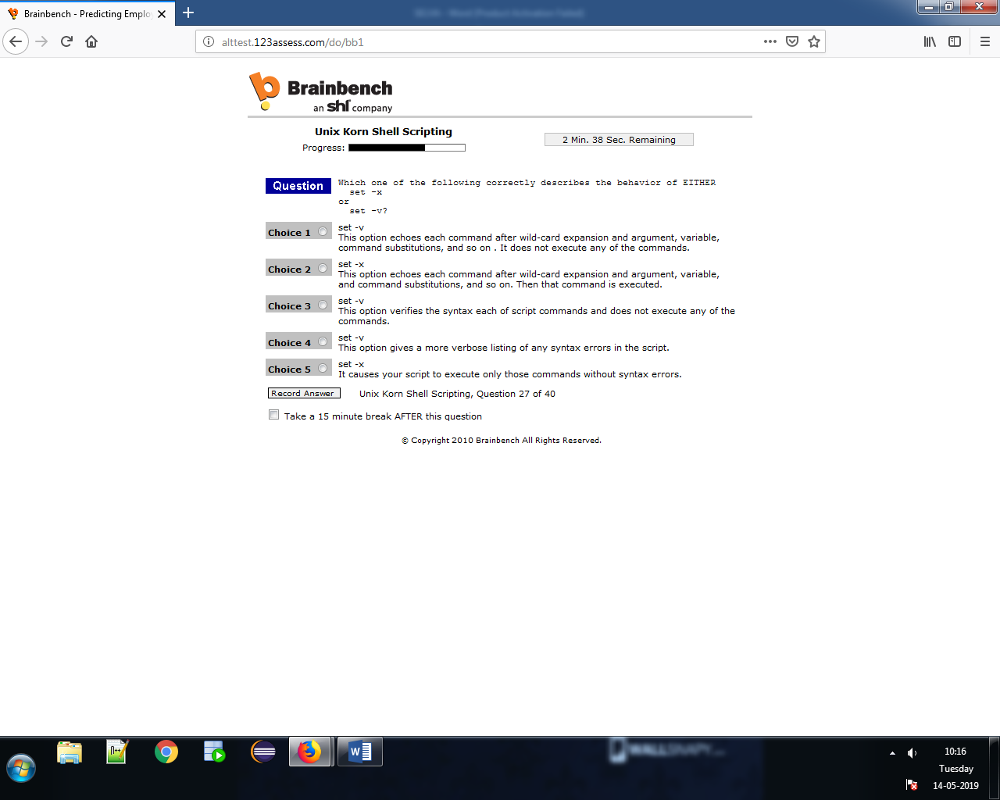 Brainbench - Predicting Emplo
alttest.123assess.com/do/bb1
Brainbench
an shl company
Unix Korn Shell Scripting
Progress:
2 Min. 38 Sec. Remaining
Question
Which one of the following correctly describes the behavior of EITHER
set -x
or
set -v?
Choice 1
set -v
This option echoes each command after wild-card expansion and argument, variable,
command substitutions, and so on . It does not execute any of the commands.
Choice 2
set -x
This option echoes each command after wild-card expansion and argument, variable,
and command substitutions, and so on. Then that command is executed.
Choice 3
set -v
This option verifies the syntax each of script commands and does not execute any of the
commands.
Choice 4
set -v
This option gives a more verbose listing of any syntax errors in the script.
Choice 5
set -x
It causes your script to execute only those commands without syntax errors.
Record Answer
Unix Korn Shell Scripting, Question 27 of 40
Take a 15 minute break AFTER this question
© Copyright 2010 Brainbench All Rights Reserved.
WALLSNAPY
10:16
Tuesday
14-05-2019